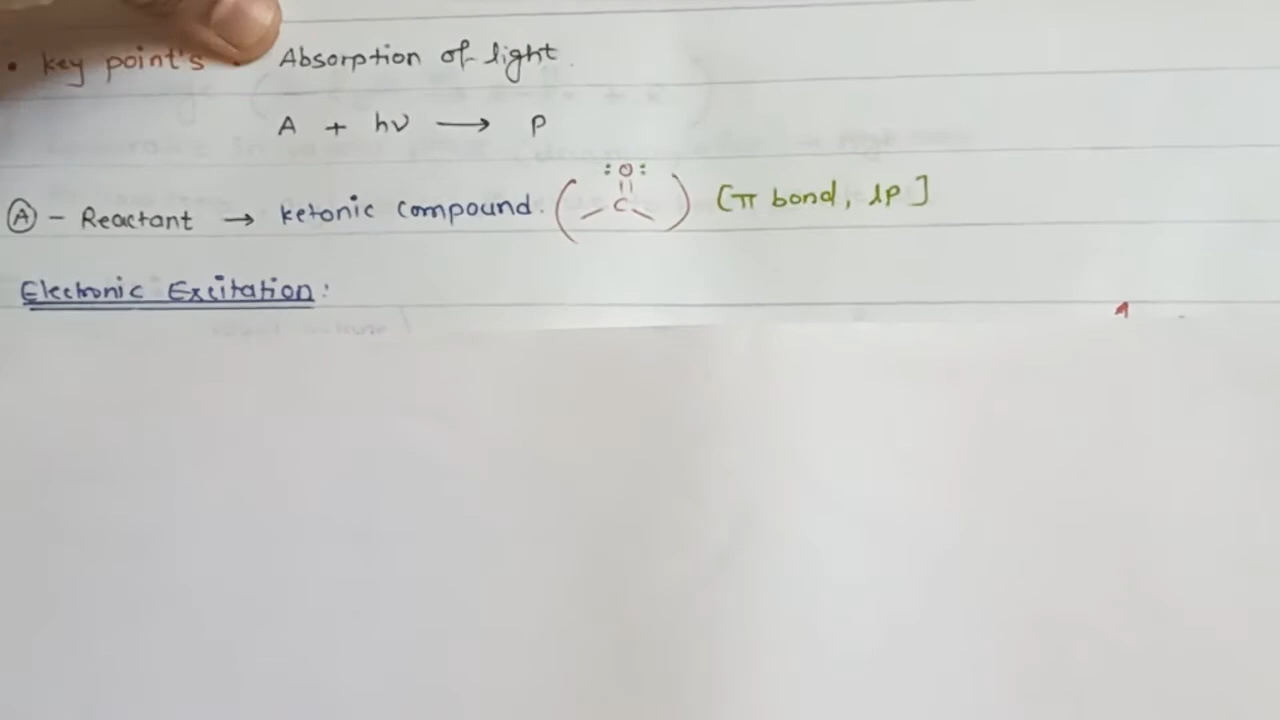 • key point's • Absorption of light.
A + hν → P
Ⓐ - Reactant → ketonic compound. ( :O: || C ) [π bond, lp]
Electronic Excitation: